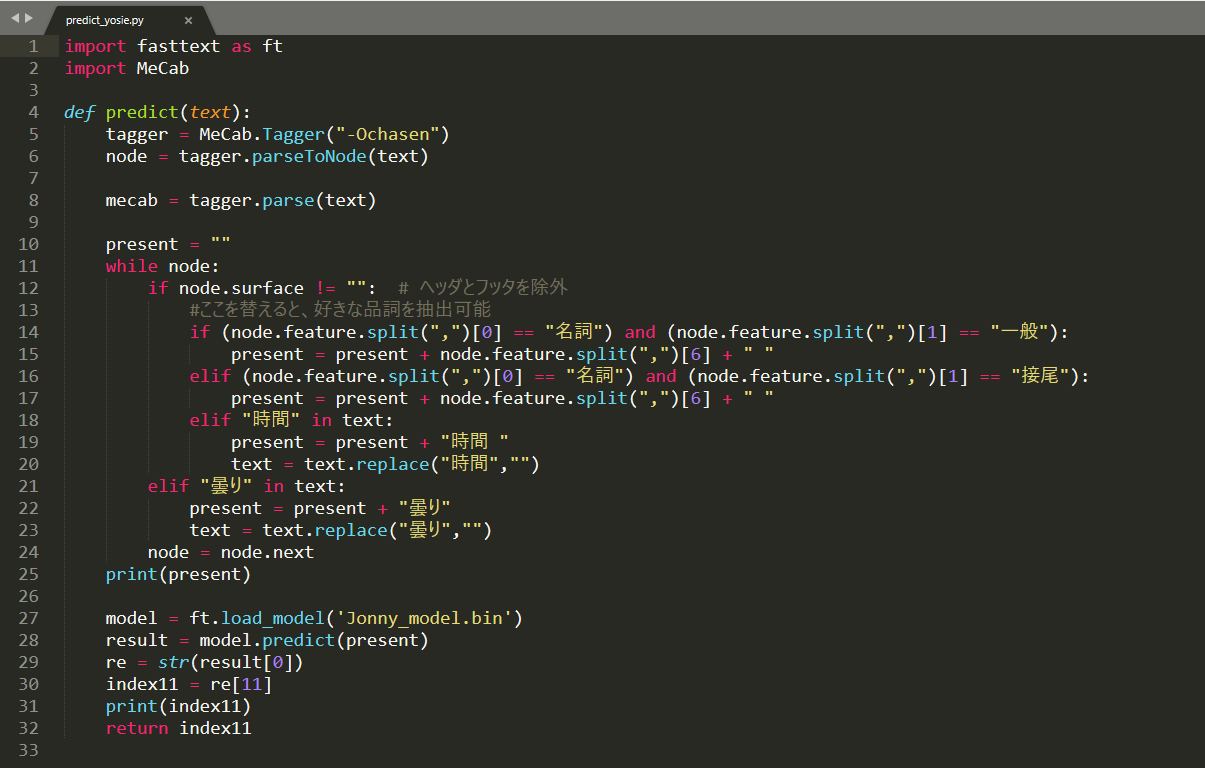 predict_yosie.py ×
1 import fasttext as ft
2 import MeCab
3
4 def predict(text):
5     tagger = MeCab.Tagger("-Ochasen")
6     node = tagger.parseToNode(text)
7
8     mecab = tagger.parse(text)
9
10     present = ""
11     while node:
12         if node.surface != "":  # ヘッダとフッタを除外
13             #ここを替えると、好きな品詞を抽出可能
14             if (node.feature.split(",")[0] == "名詞") and (node.feature.split(",")[1] == "一般"):
15                 present = present + node.feature.split(",")[6] + " "
16             elif (node.feature.split(",")[0] == "名詞") and (node.feature.split(",")[1] == "接尾"):
17                 present = present + node.feature.split(",")[6] + " "
18             elif "時間" in text:
19                 present = present + "時間 "
20                 text = text.replace("時間","")
21         elif "曇り" in text:
22             present = present + "曇り"
23             text = text.replace("曇り","")
24         node = node.next
25     print(present)
26
27     model = ft.load_model('Jonny_model.bin')
28     result = model.predict(present)
29     re = str(result[0])
30     index11 = re[11]
31     print(index11)
32     return index11
33